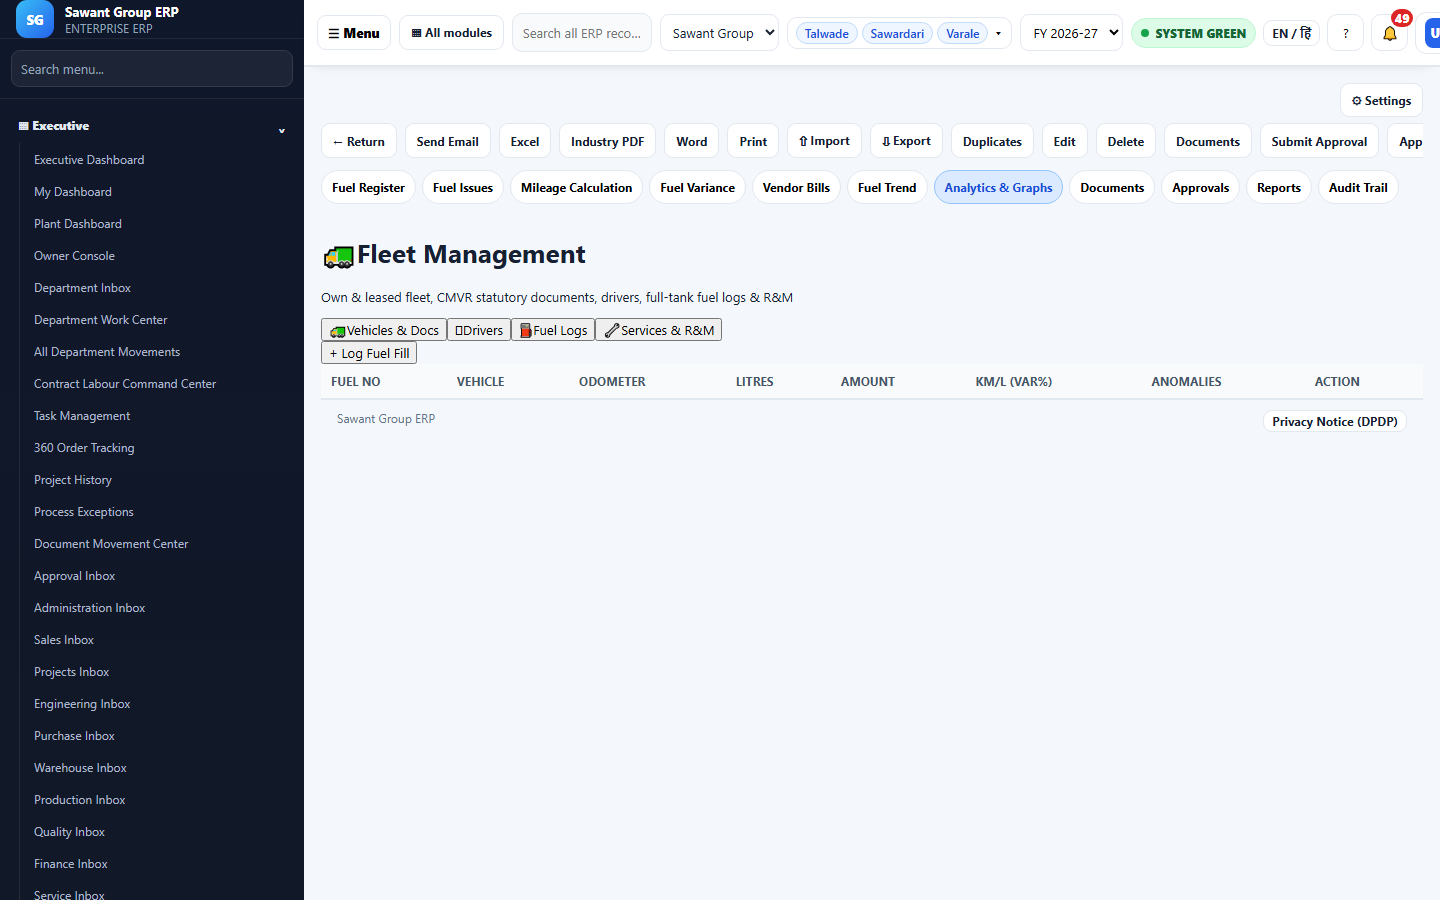 SG
Sawant Group ERP
ENTERPRISE ERP
Search menu...
Executive
Executive Dashboard
My Dashboard
Plant Dashboard
Owner Console
Department Inbox
Department Work Center
All Department Movements
Contract Labour Command Center
Task Management
360 Order Tracking
Project History
Process Exceptions
Document Movement Center
Approval Inbox
Administration Inbox
Sales Inbox
Projects Inbox
Engineering Inbox
Purchase Inbox
Warehouse Inbox
Production Inbox
Quality Inbox
Finance Inbox
Service Inbox
☰ Menu
All modules
Search all ERP reco...
Sawant Group
Talwade Sawardari Varale
FY 2026-27
SYSTEM GREEN
EN / हिं
?
49
U
⚙ Settings
← Return Send Email Excel Industry PDF Word Print ⇧ Import ⇩ Export Duplicates Edit Delete Documents Submit Approval App
Fuel Register Fuel Issues Mileage Calculation Fuel Variance Vendor Bills Fuel Trend Analytics & Graphs Documents Approvals Reports Audit Trail
Fleet Management
Own & leased fleet, CMVR statutory documents, drivers, full-tank fuel logs & R&M
Vehicles & Docs Drivers Fuel Logs Services & R&M
+ Log Fuel Fill
FUEL NO VEHICLE ODOMETER LITRES AMOUNT KM/L (VAR%) ANOMALIES ACTION
Sawant Group ERP
Privacy Notice (DPDP)